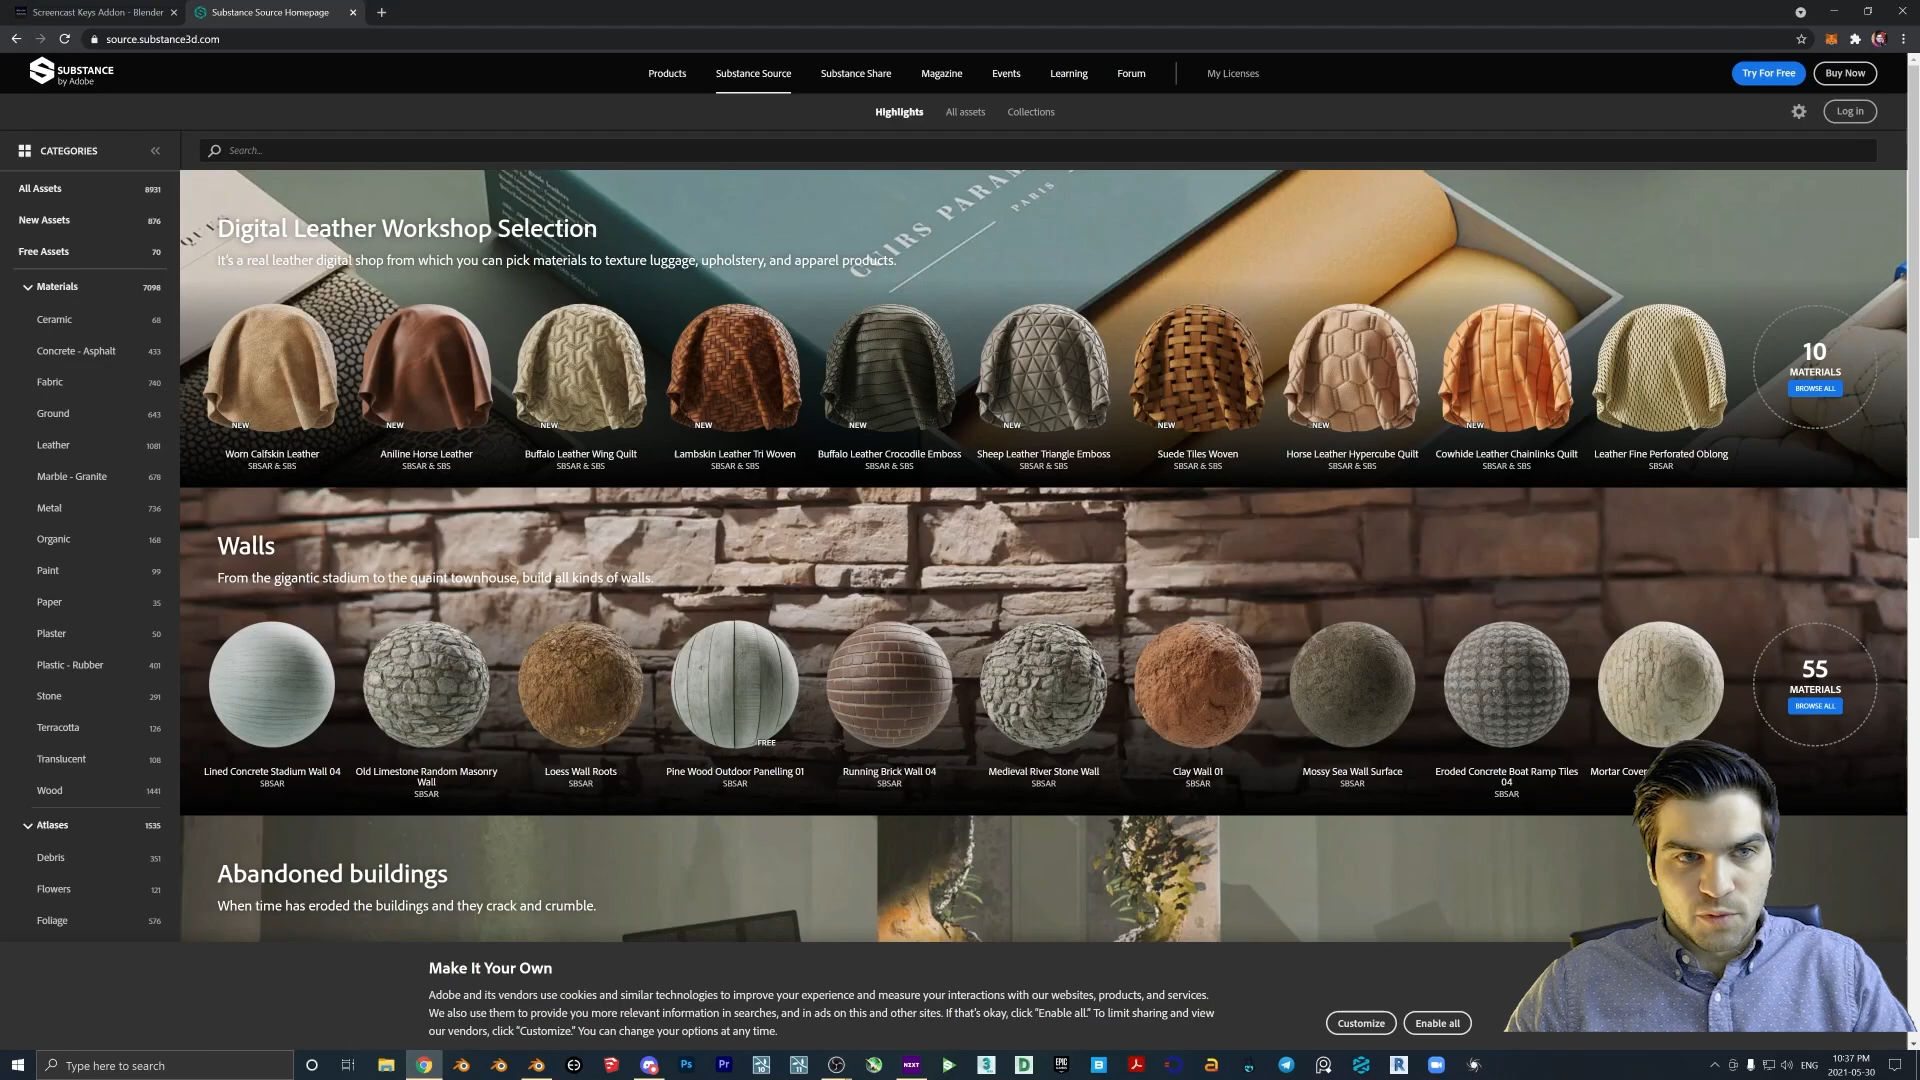 Screencast Keys Addon - Blender
Substance Source Homepage
source.substance3d.com
SUBSTANCE
by Adobe
Products
Substance Source
Substance Share
Magazine
Events
Learning
Forum
My Licenses
Try For Free
Buy Now
Highlights
All assets
Collections
Log in
CATEGORIES
Search...
All Assets 8931
New Assets 876
Free Assets 70
Materials 7098
Ceramic 68
Concrete - Asphalt 433
Fabric 740
Ground 643
Leather 1081
Marble - Granite 678
Metal 736
Organic 168
Paint 99
Paper 35
Plaster 50
Plastic - Rubber 401
Stone 291
Terracotta 126
Translucent 108
Wood 1441
Atlases 1535
Debris 351
Flowers 121
Foliage 576
CUIRS PARAM
PARIS
Digital Leather Workshop Selection
It's a real leather digital shop from which you can pick materials to texture luggage, upholstery, and apparel products.
NEW NEW NEW NEW NEW NEW NEW NEW NEW
Worn Calfskin Leather
SBSAR & SBS
Aniline Horse Leather
SBSAR & SBS
Buffalo Leather Wing Quilt
SBSAR & SBS
Lambskin Leather Tri Woven
SBSAR & SBS
Buffalo Leather Crocodile Emboss
SBSAR & SBS
Sheep Leather Triangle Emboss
SBSAR & SBS
Suede Tiles Woven
SBSAR & SBS
Horse Leather Hypercube Quilt
SBSAR & SBS
Cowhide Leather Chainlinks Quilt
SBSAR & SBS
Leather Fine Perforated Oblong
SBSAR
10
MATERIALS
BROWSE ALL
Walls
From the gigantic stadium to the quaint townhouse, build all kinds of walls.
FREE
Lined Concrete Stadium Wall 04
SBSAR
Old Limestone Random Masonry
Wall
SBSAR
Loess Wall Roots
SBSAR
Pine Wood Outdoor Panelling 01
SBSAR
Running Brick Wall 04
SBSAR
Medieval River Stone Wall
SBSAR
Clay Wall 01
SBSAR
Mossy Sea Wall Surface
SBSAR
Eroded Concrete Boat Ramp Tiles
04
SBSAR
Mortar Cover
55
MATERIALS
BROWSE ALL
Abandoned buildings
When time has eroded the buildings and they crack and crumble.
Make It Your Own
Adobe and its vendors use cookies and similar technologies to improve your experience and measure your interactions with our websites, products, and services.
We also use them to provide you more relevant information in searches, and in ads on this and other sites. If that's okay, click "Enable all." To limit sharing and view
our vendors, click "Customize." You can change your options at any time.
Customize
Enable all
Type here to search
Ps
Pr
10
11
NZXT
3
D
EPIC
GAMES
B
R
ENG
10:37 PM
2021-05-30